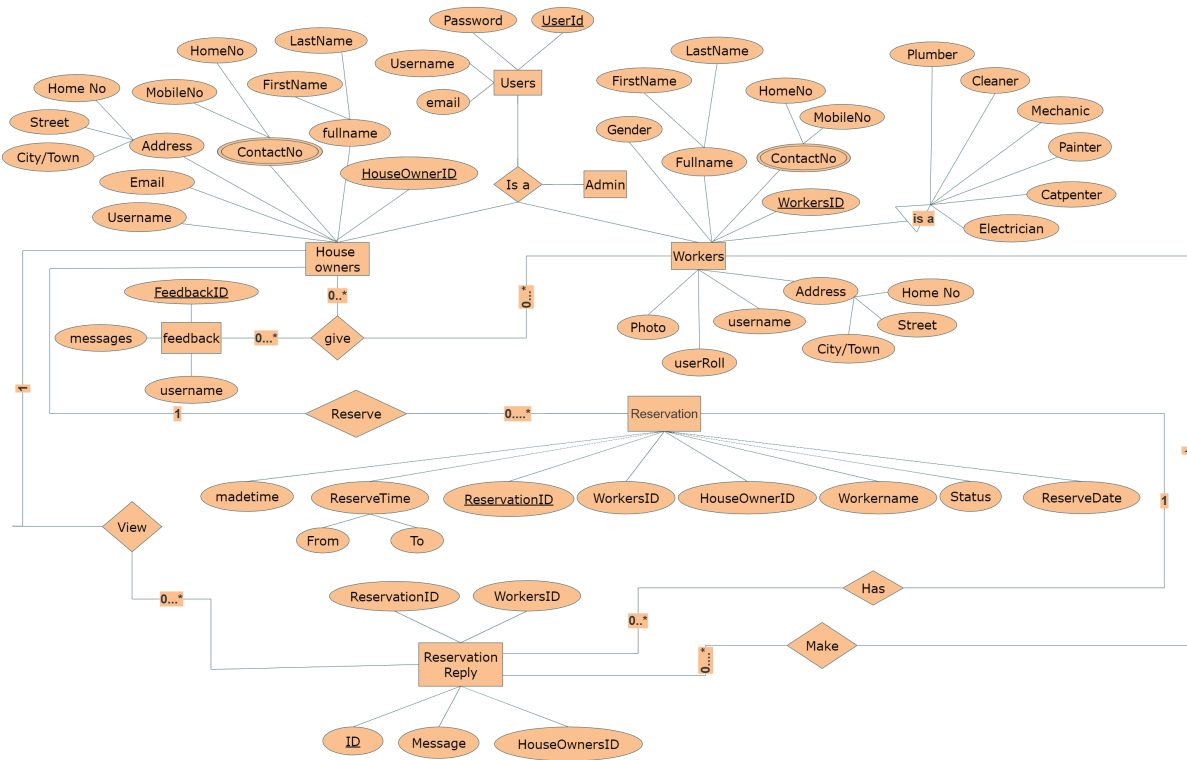 Password
UserId
LastName
HomeNo
LastName
Plumber
Username
Users
FirstName
Cleaner
Home No
MobileNo
FirstName
email
HomeNo
Mechanic
MobileNo
Street
fullname
Gender
Address
ContactNo
Painter
City/Town
Fullname
ContactNo
HouseOwnerID
Email
Is a
Admin
Catpenter
WorkersID
Username
is a
Electrician
House
owners
Workers
FeedbackID
0..*
0...*
Address
Home No
Photo
username
Street
messages
feedback
0...*
give
City/Town
userRoll
username
1
1
Reserve
0....*
Reservation
madetime
ReserveTime
ReservationID
WorkersID
HouseOwnerID
Workername
Status
ReserveDate
1
View
From
To
Has
0...*
ReservationID
WorkersID
0..*
Make
Reservation
Reply
0....*
ID
Message
HouseOwnersID